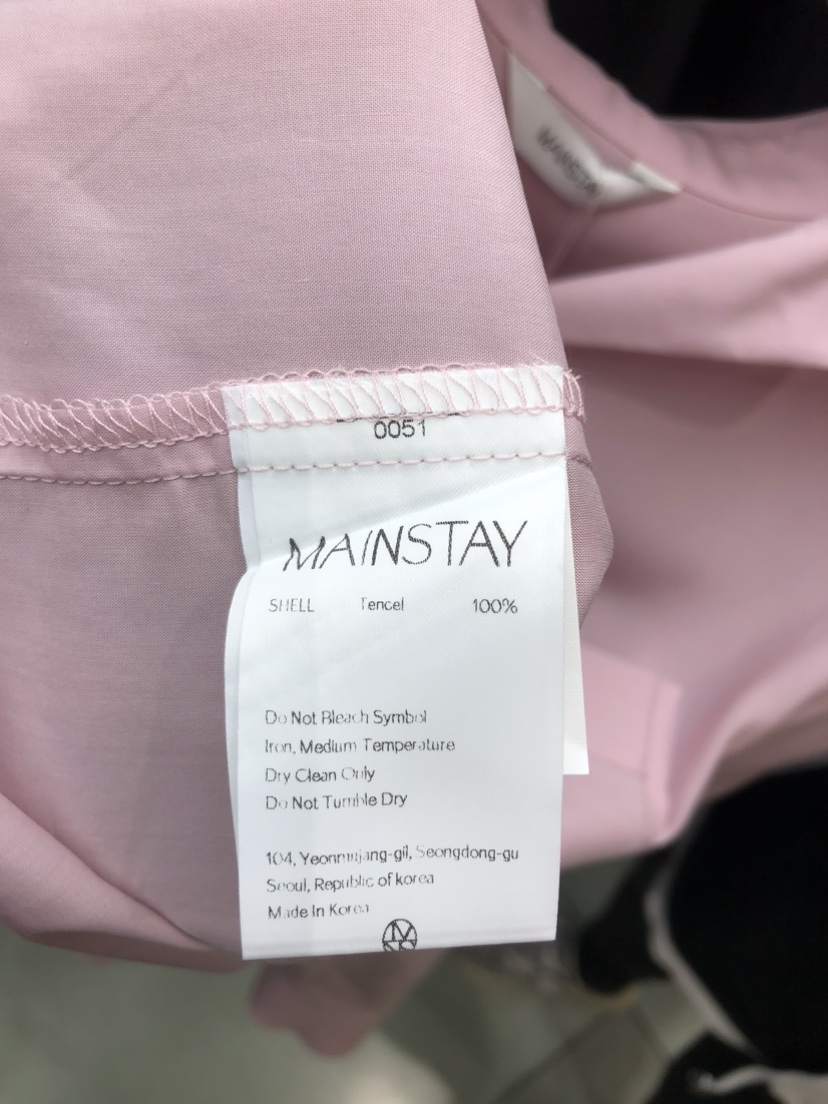 MAINSTAY
0051
MAINSTAY
SHELL Tencel 100%
Do Not Bleach Symbol
Iron, Medium Temperature
Dry Clean Only
Do Not Tumble Dry
104, Yeonmujang-gil, Seongdong-gu
Seoul, Republic of korea
Made In Korea